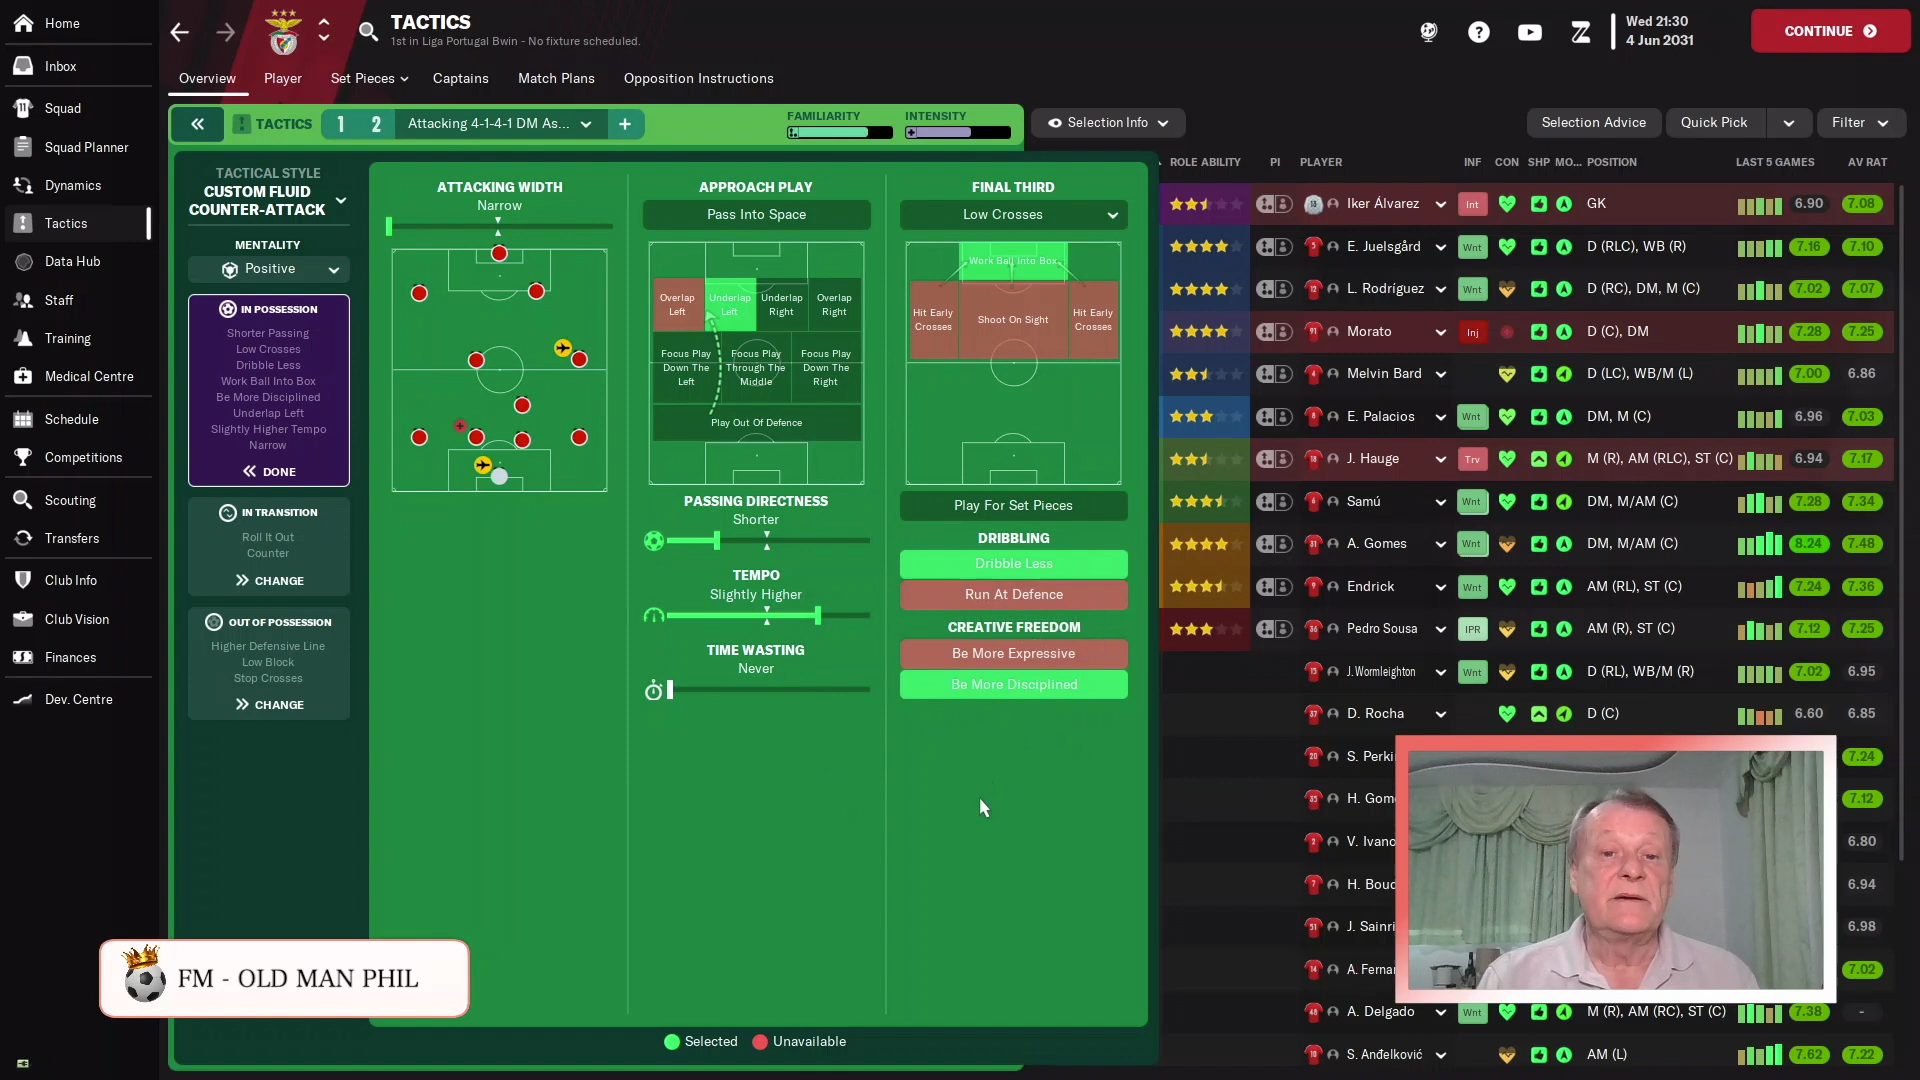 Home
Inbox
Squad
Squad Planner
Dynamics
Tactics
Data Hub
Staff
Training
Medical Centre
Schedule
Competitions
Scouting
Transfers
Club Info
Club Vision
Finances
Dev. Centre
TACTICS
1st in Liga Portugal Bwin - No fixture scheduled.
Wed 21:30
4 Jun 2031
CONTINUE
Overview Player Set Pieces Captains Match Plans Opposition Instructions
TACTICS 1 2 Attacking 4-1-4-1 DM As...
FAMILIARITY
INTENSITY
Selection Info
Selection Advice Quick Pick Filter
TACTICAL STYLE
CUSTOM FLUID
COUNTER-ATTACK
MENTALITY
Positive
IN POSSESSION
Shorter Passing
Low Crosses
Dribble Less
Work Ball Into Box
Be More Disciplined
Underlap Left
Slightly Higher Tempo
Narrow
DONE
IN TRANSITION
Roll It Out
Counter
CHANGE
OUT OF POSSESSION
Higher Defensive Line
Low Block
Stop Crosses
CHANGE
ATTACKING WIDTH
Narrow
APPROACH PLAY
Pass Into Space
Overlap Left
Underlap Left
Underlap Right
Overlap Right
Focus Play Down The Left
Focus Play Through The Middle
Focus Play Down The Right
Play Out Of Defence
PASSING DIRECTNESS
Shorter
TEMPO
Slightly Higher
TIME WASTING
Never
FINAL THIRD
Low Crosses
Work Ball Into Box
Hit Early Crosses
Shoot On Sight
Hit Early Crosses
Play For Set Pieces
DRIBBLING
Dribble Less
Run At Defence
CREATIVE FREEDOM
Be More Expressive
Be More Disciplined
Selected Unavailable
ROLE ABILITY PI PLAYER INF CON SHP MO... POSITION LAST 5 GAMES AV RAT
Iker Álvarez Int GK 6.90 7.08
E. Juelsgård Wnt D (RLC), WB (R) 7.16 7.10
L. Rodríguez Wnt D (RC), DM, M (C) 7.02 7.07
Morato Inj D (C), DM 7.28 7.25
Melvin Bard D (LC), WB/M (L) 7.00 6.86
E. Palacios Wnt DM, M (C) 6.96 7.03
J. Hauge Trv M (R), AM (RLC), ST (C) 6.94 7.17
Samú Wnt DM, M/AM (C) 7.28 7.34
A. Gomes Wnt DM, M/AM (C) 8.24 7.48
Endrick Wnt AM (RL), ST (C) 7.24 7.36
Pedro Sousa IPR AM (R), ST (C) 7.12 7.25
J. Wormleighton Wnt D (RL), WB/M (R) 7.02 6.95
D. Rocha D (C) 6.60 6.85
S. Perki 7.24
H. Gom 7.12
V. Ivano 6.80
H. Boud 6.94
J. Sainri 6.98
A. Fernan 7.02
A. Delgado Wnt M (R), AM (RC), ST (C) 7.38 -
S. Anđelković AM (L) 7.62 7.22
FM - OLD MAN PHIL